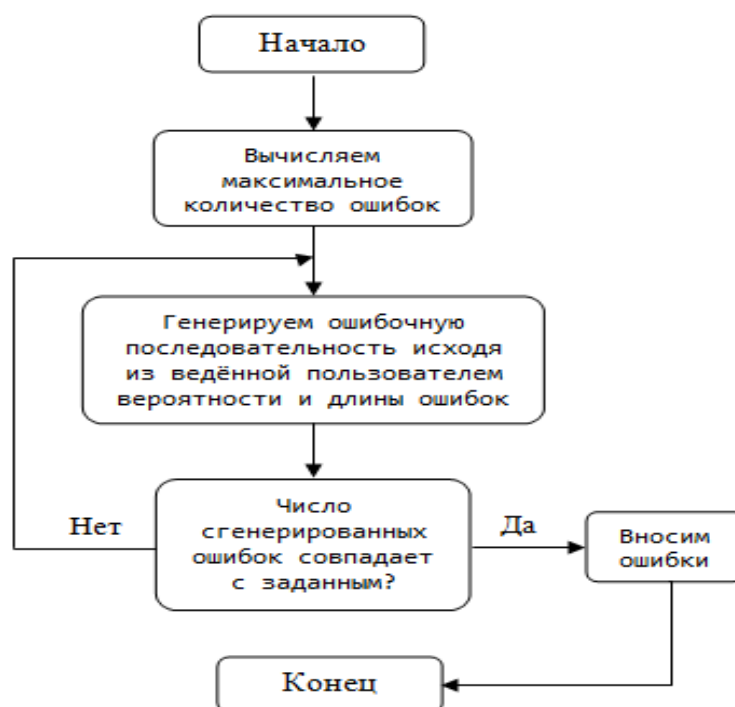 Начало
Вычисляем
максимальное
количество ошибок
Генерируем ошибочную
последовательность исходя
из ведённой пользователем
вероятности и длины ошибок
Число
сгенерированных
ошибок совпадает
с заданным?
Нет
Да
Вносим
ошибки
Конец